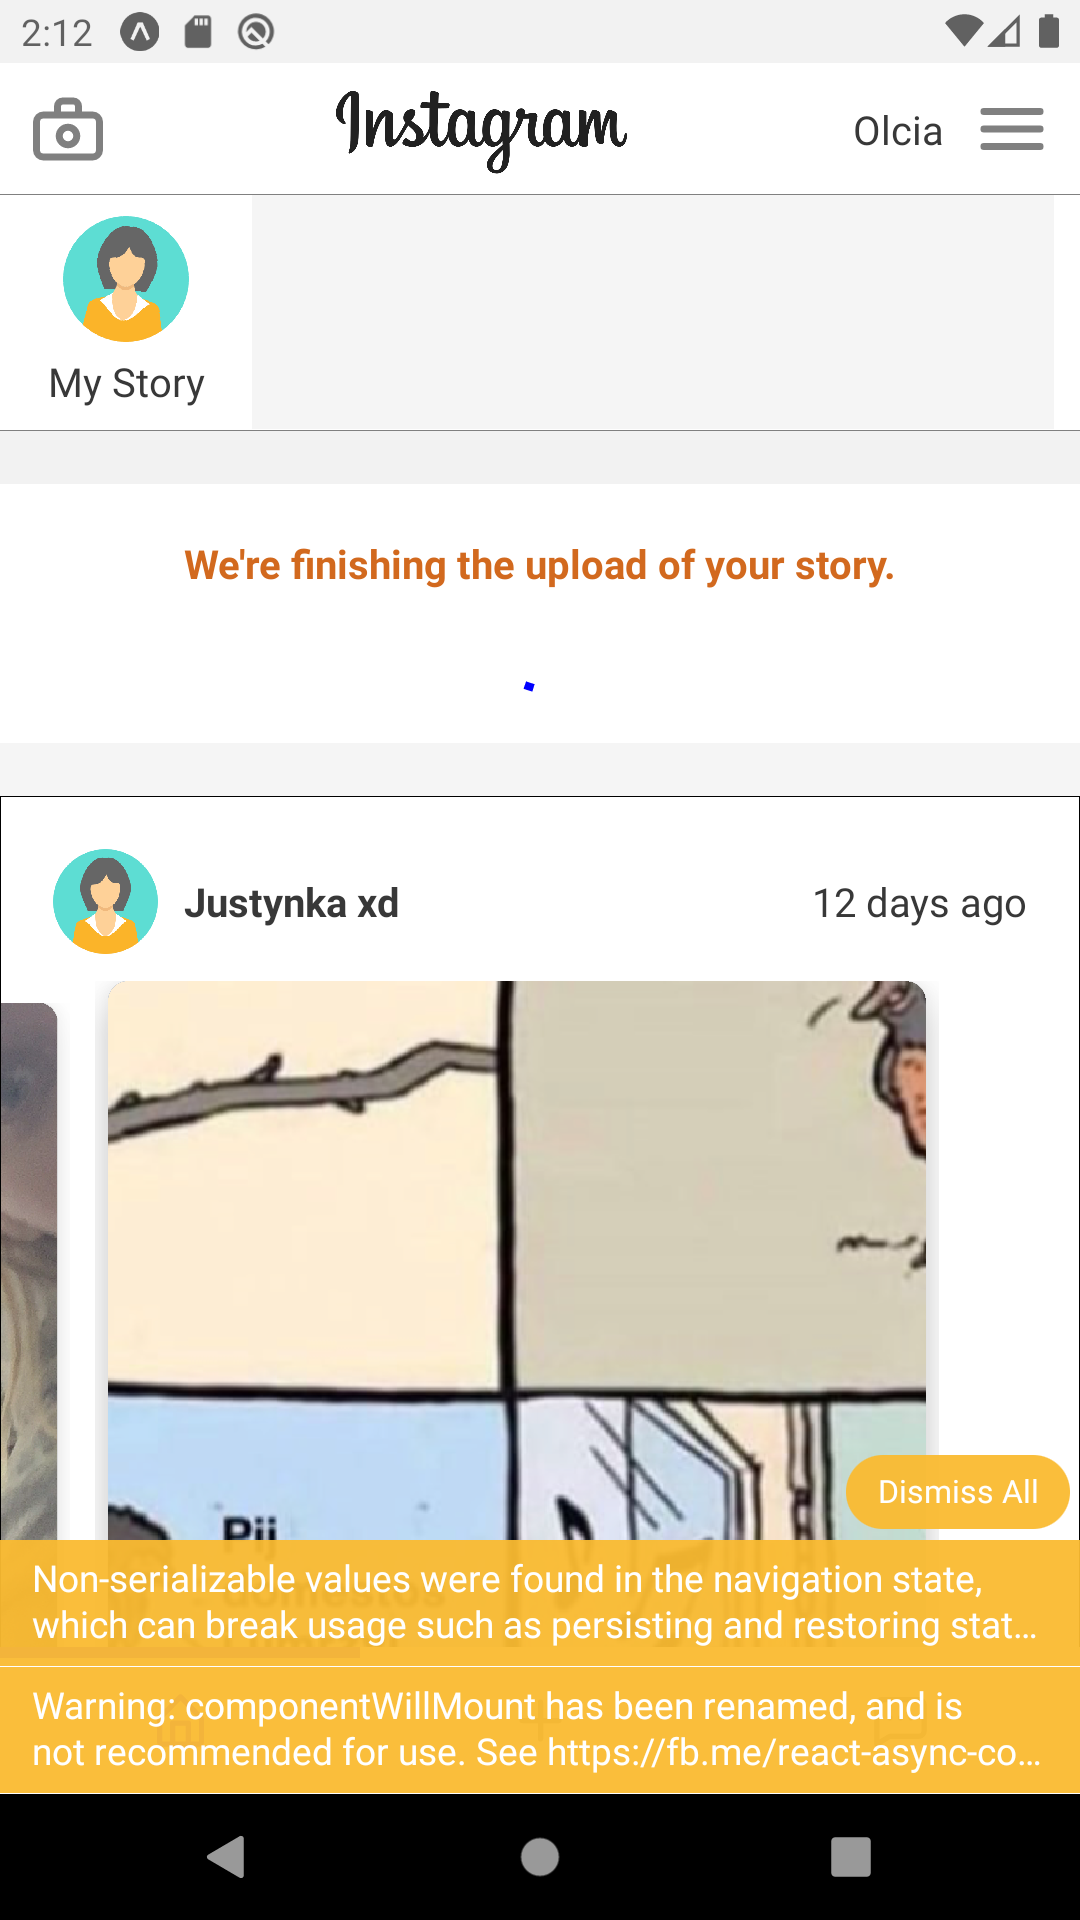 2:12
Instagram
Olcia
My Story
We're finishing the upload of your story.
Justynka xd
12 days ago
Pij
domestos
Dismiss All
Non-serializable values were found in the navigation state,
which can break usage such as persisting and restoring stat...
Warning: componentWillMount has been renamed, and is
not recommended for use. See https://fb.me/react-async-co...